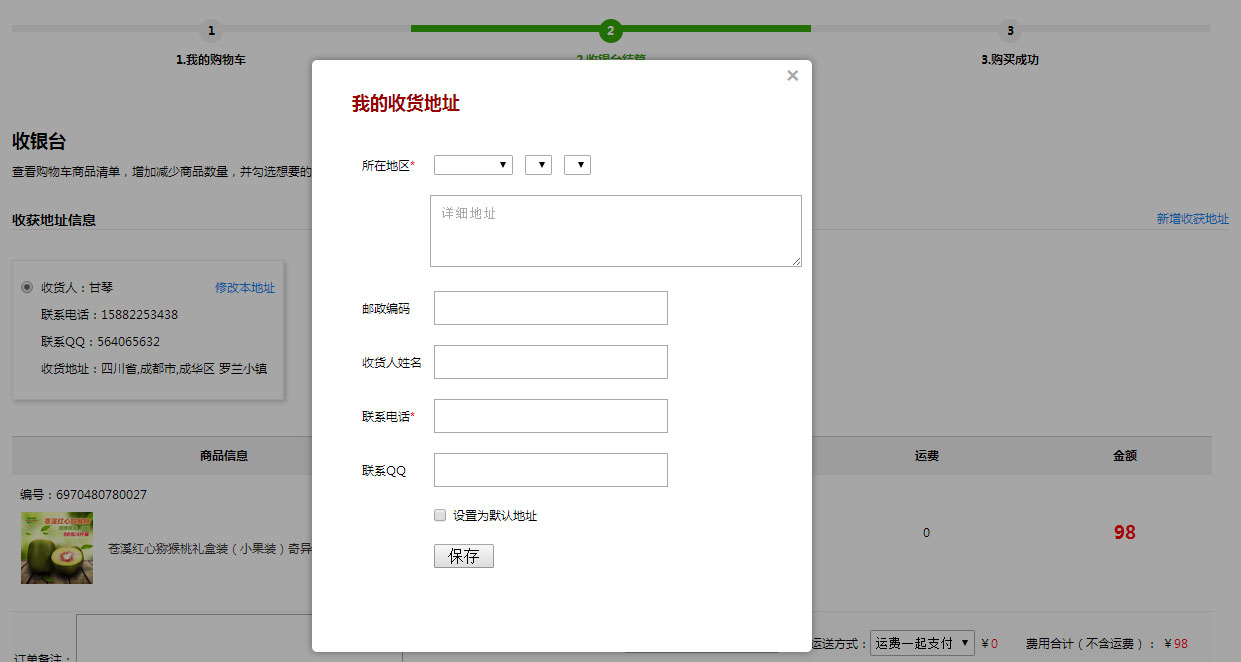 1 2 3
1.我的购物车 2.收银台结算 3.购买成功
×
我的收货地址
收银台
查看购物车商品清单，增加减少商品数量，并勾选想要的
所在地区*
收获地址信息 新增收获地址
详细地址
收货人：甘琴 修改本地址
联系电话：15882253438
联系QQ：564065632
收货地址：四川省,成都市,成华区 罗兰小镇
邮政编码
收货人姓名
联系电话*
联系QQ
设置为默认地址
保存
商品信息 运费 金额
编号：6970480780027
苍溪红心猕猴桃礼盒装（小果装）奇异 0 98
订单备注： 运送方式： 运费一起支付 ¥0 费用合计（不含运费）： ¥98